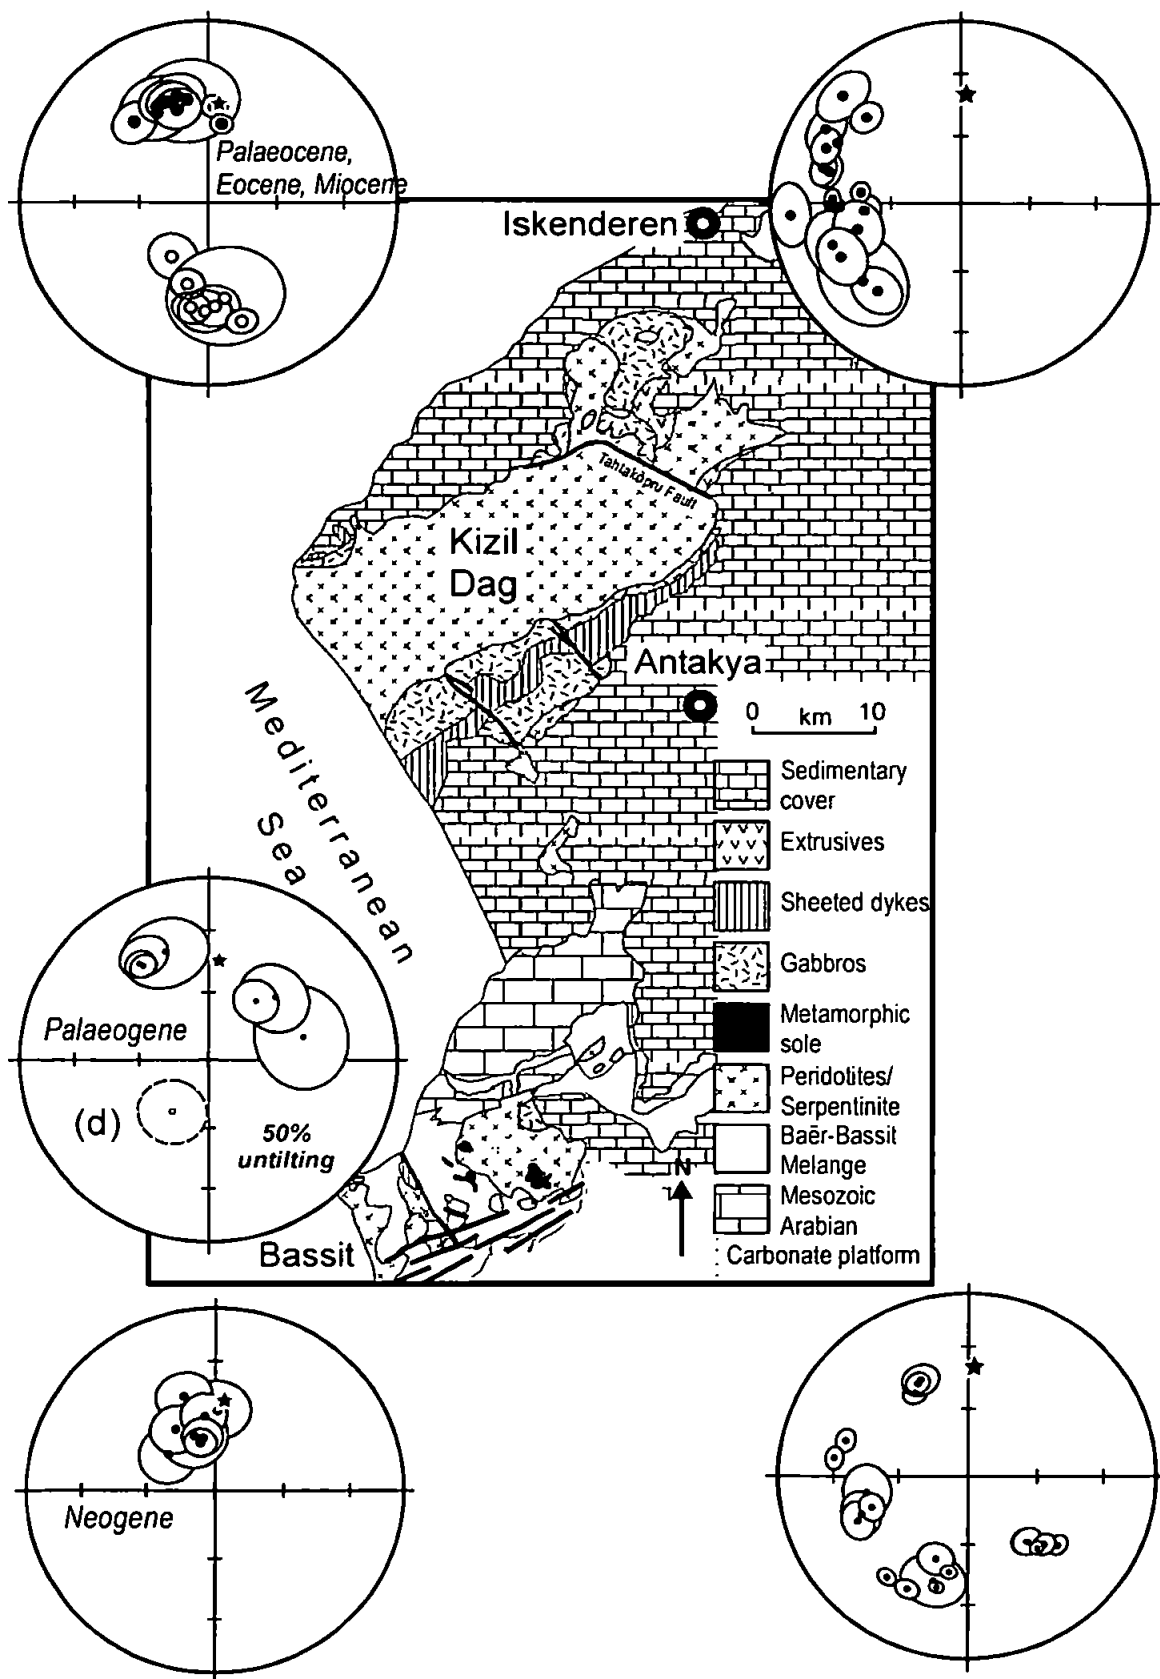 Palaeocene,
Eocene, Miocene
Iskenderen
Tahtaköpru Fault
Kizil
Dag
Antakya
0 km 10
Mediterranean
Sea
Sedimentary
cover
Extrusives
Sheeted dykes
Gabbros
Metamorphic
sole
Peridotites/
Serpentinite
Baër-Bassit
Melange
Mesozoic
Arabian
Carbonate platform
N
Palaeogene
(d)
50%
untilting
Bassit
Neogene